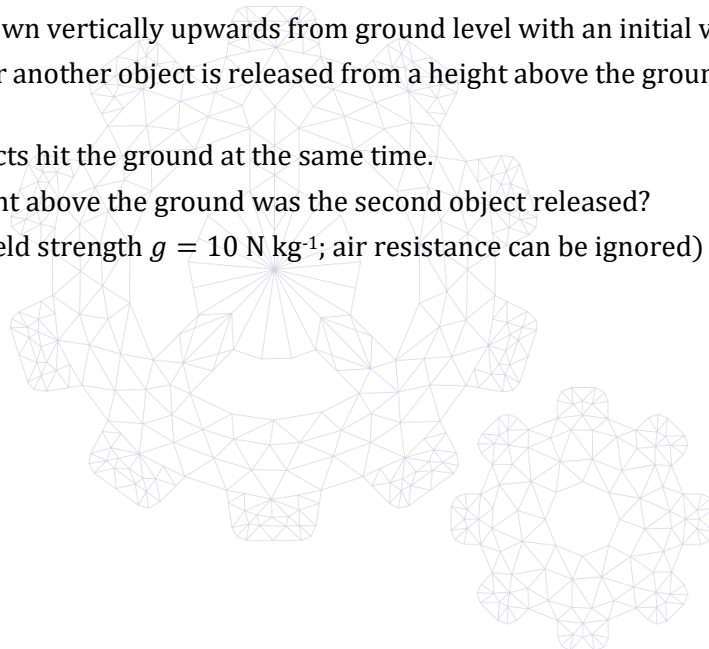 wn vertically upwards from ground level with an initial v
r another object is released from a height above the groun
cts hit the ground at the same time.
ht above the ground was the second object released?
eld strength g = 10 N kg⁻¹; air resistance can be ignored)